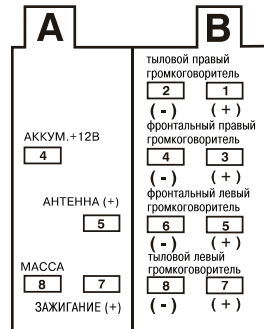 A
АККУМ.+12В
4
АНТЕННА (+)
5
МАССА
8 7
ЗАЖИГАНИЕ (+)
B
тыловой правый
громкоговоритель
2 1
(-) (+)
фронтальный правый
громкоговоритель
4 3
(-) (+)
фронтальный левый
громкоговоритель
6 5
(-) (+)
тыловой левый
громкоговоритель
8 7
(-) (+)